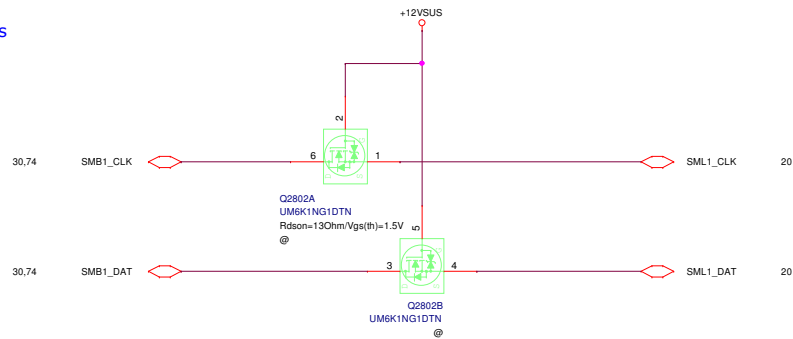 +12VSUS
s
2
30,74 SMB1_CLK 6 1 SML1_CLK 20
Q2802A
UM6K1NG1DTN
Rdson=13Ohm/Vgs(th)=1.5V
@
5
30,74 SMB1_DAT 3 4 SML1_DAT 20
Q2802B
UM6K1NG1DTN
@